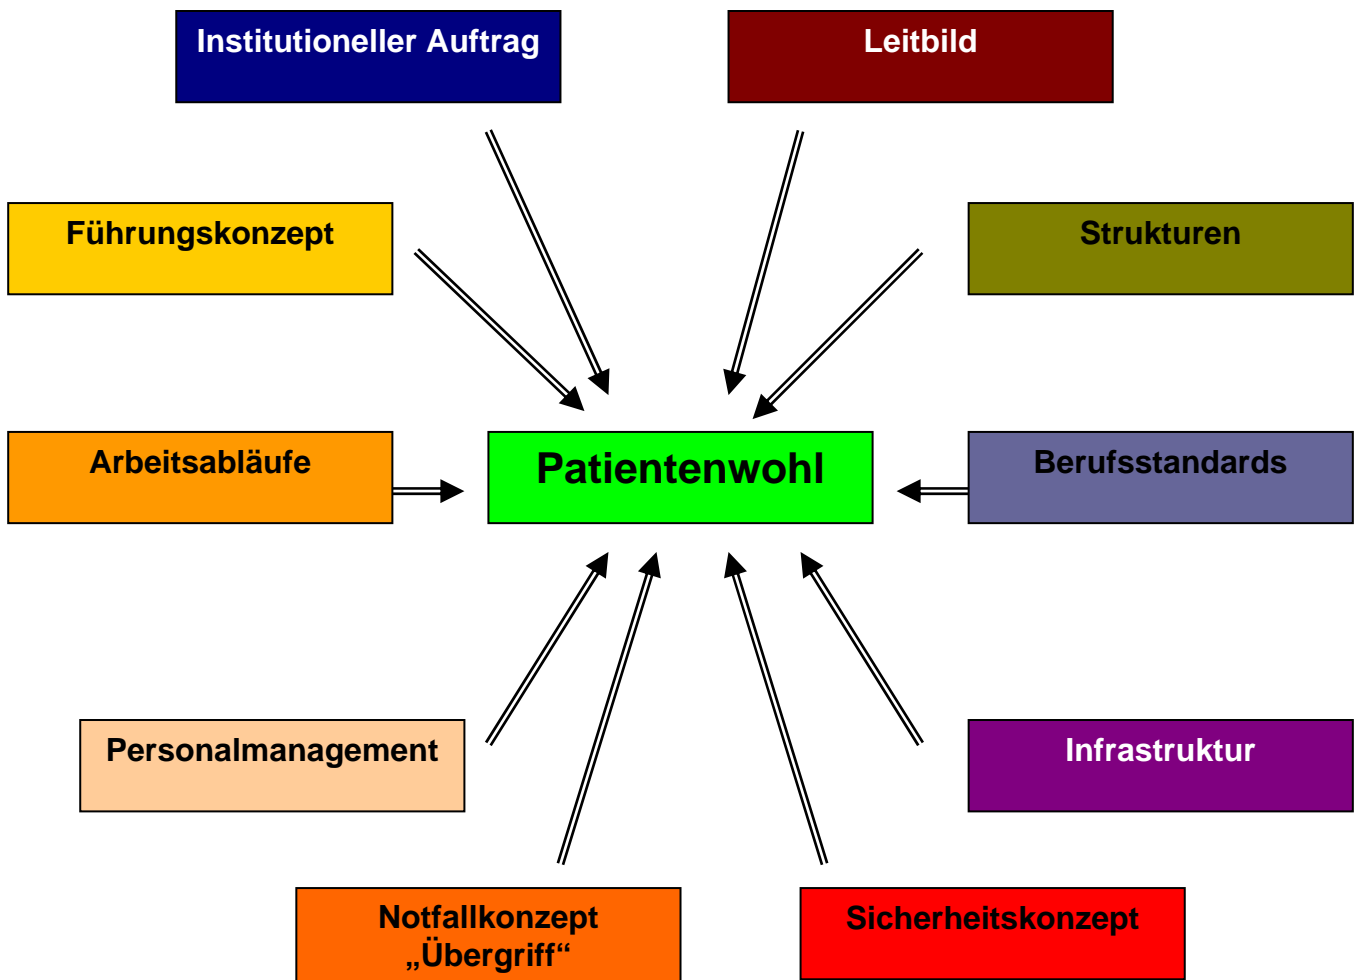 Institutioneller Auftrag
Leitbild
Führungskonzept
Strukturen
Arbeitsabläufe
Patientenwohl
Berufsstandards
Personalmanagement
Infrastruktur
Notfallkonzept
„Übergriff“
Sicherheitskonzept